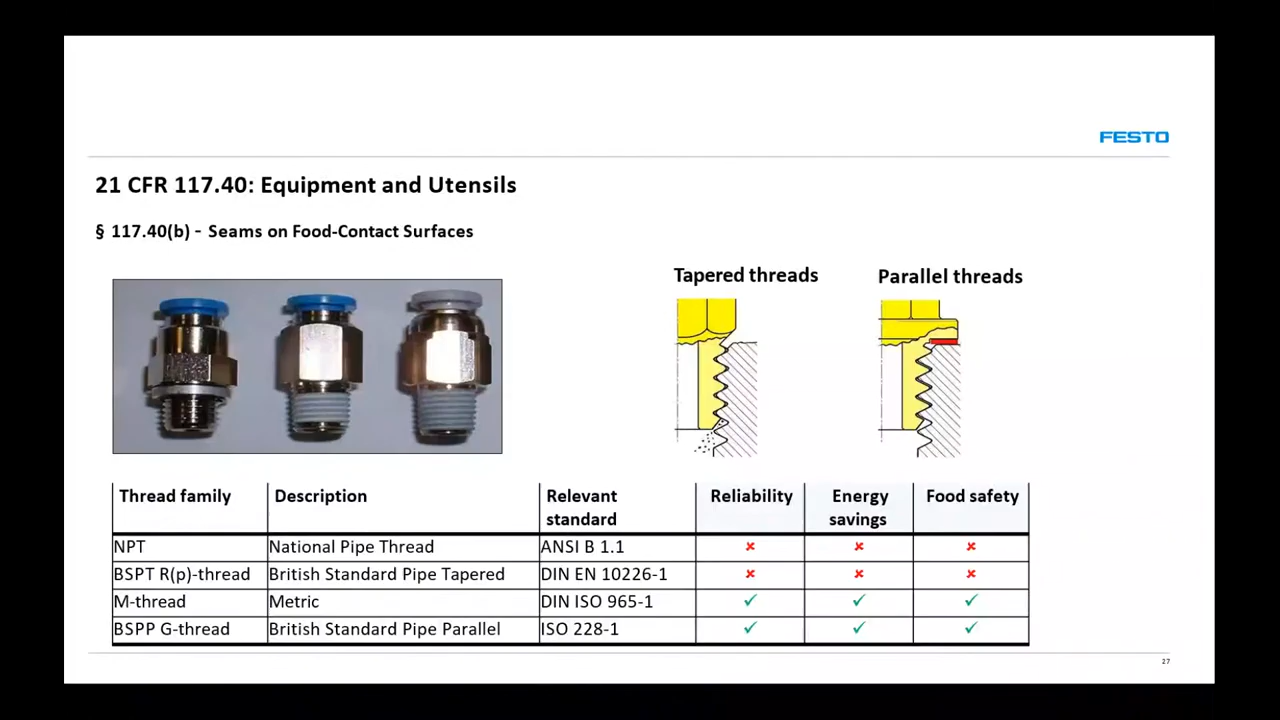 FESTO
21 CFR 117.40: Equipment and Utensils
§ 117.40(b) - Seams on Food-Contact Surfaces
Tapered threads
Parallel threads
Thread family Description Relevant standard Reliability Energy savings Food safety
NPT National Pipe Thread ANSI B 1.1 ✘ ✘ ✘
BSPT R(p)-thread British Standard Pipe Tapered DIN EN 10226-1 ✘ ✘ ✘
M-thread Metric DIN ISO 965-1 ✓ ✓ ✓
BSPP G-thread British Standard Pipe Parallel ISO 228-1 ✓ ✓ ✓
27